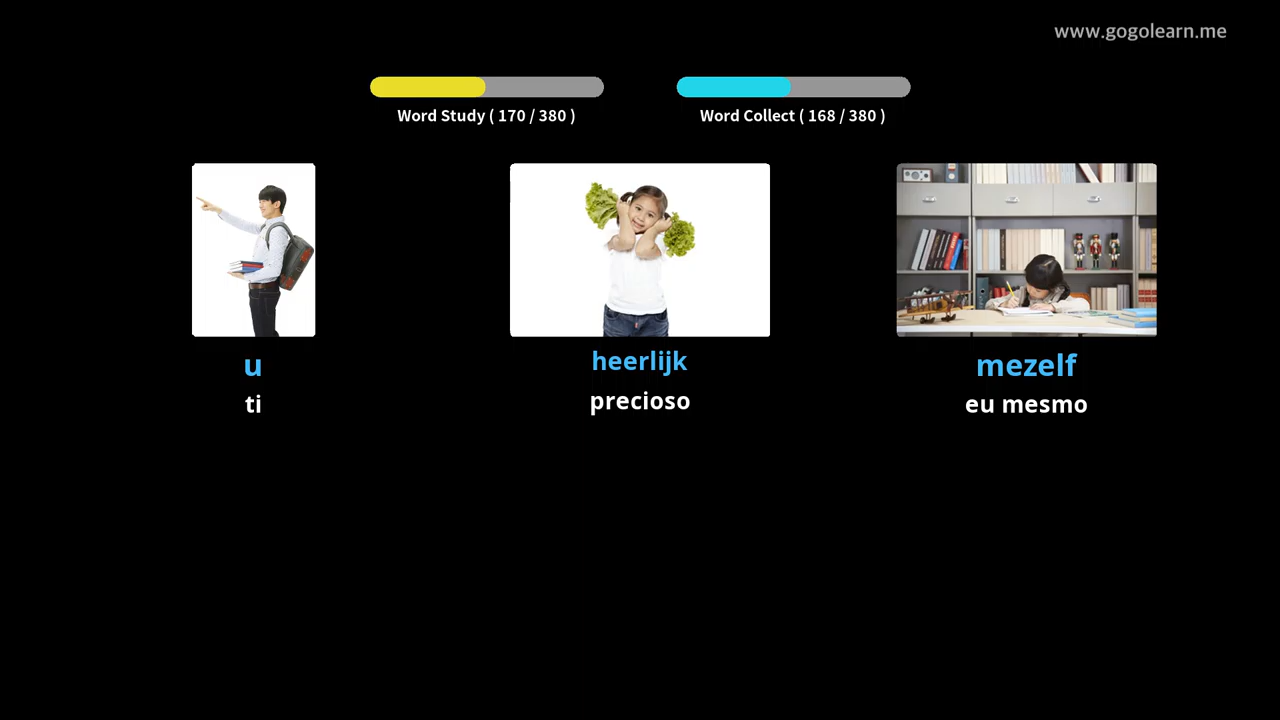 www.gogolearn.me
Word Study ( 170 / 380 )
Word Collect ( 168 / 380 )
u
ti
heerlijk
precioso
mezelf
eu mesmo